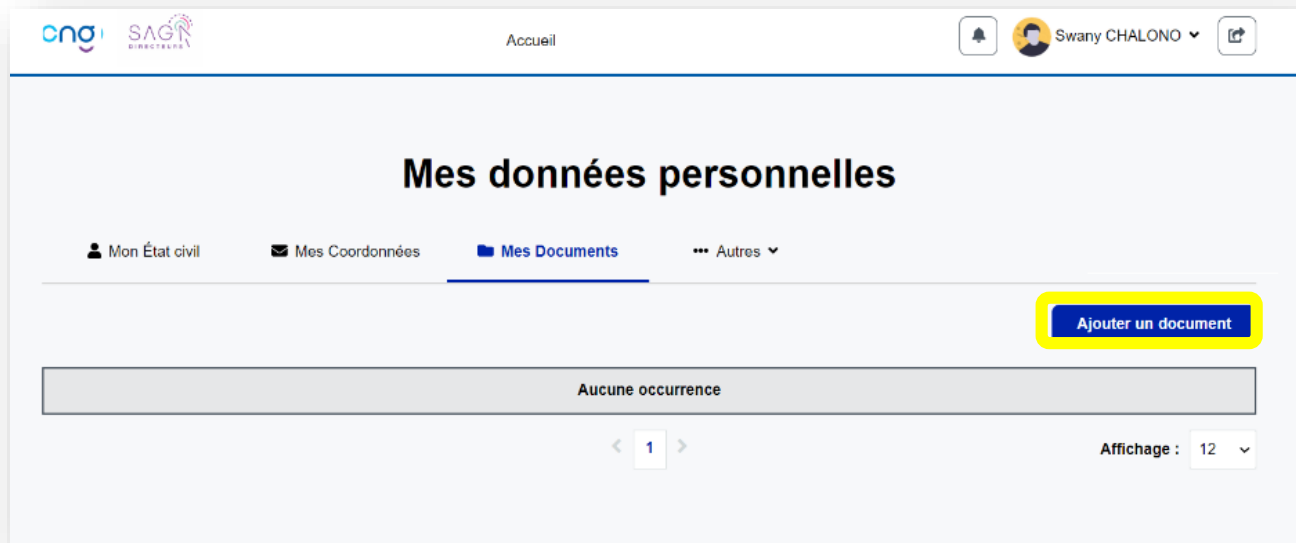 cng SAGR
DIRECTEURS
Accueil
Swany CHALONO
Mes données personnelles
Mon État civil
Mes Coordonnées
Mes Documents
Autres
Ajouter un document
Aucune occurrence
1
Affichage : 12